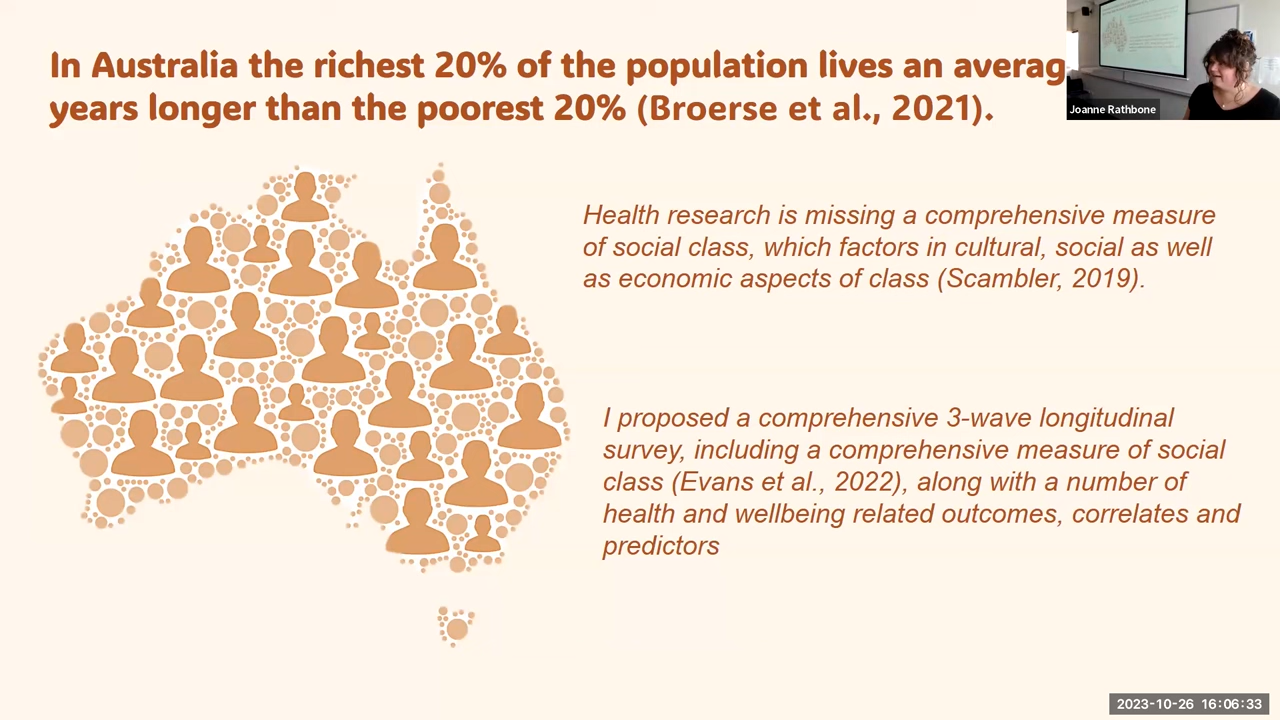 In Australia the richest 20% of the population lives an averag
years longer than the poorest 20% (Broerse et al., 2021).
Joanne Rathbone
Health research is missing a comprehensive measure
of social class, which factors in cultural, social as well
as economic aspects of class (Scambler, 2019).
I proposed a comprehensive 3-wave longitudinal
survey, including a comprehensive measure of social
class (Evans et al., 2022), along with a number of
health and wellbeing related outcomes, correlates and
predictors
2023-10-26 16:06:33